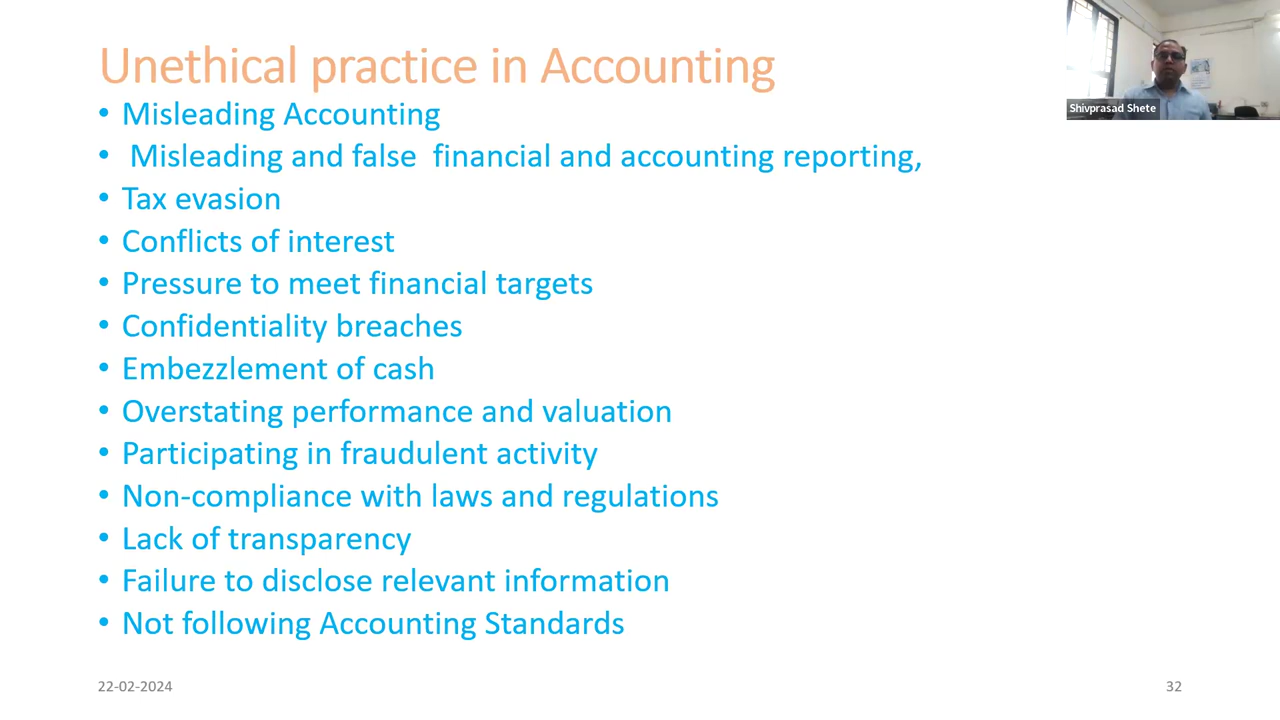 Unethical practice in Accounting
• Misleading Accounting
• Misleading and false financial and accounting reporting,
• Tax evasion
• Conflicts of interest
• Pressure to meet financial targets
• Confidentiality breaches
• Embezzlement of cash
• Overstating performance and valuation
• Participating in fraudulent activity
• Non-compliance with laws and regulations
• Lack of transparency
• Failure to disclose relevant information
• Not following Accounting Standards
Shivprasad Shete
22-02-2024
32